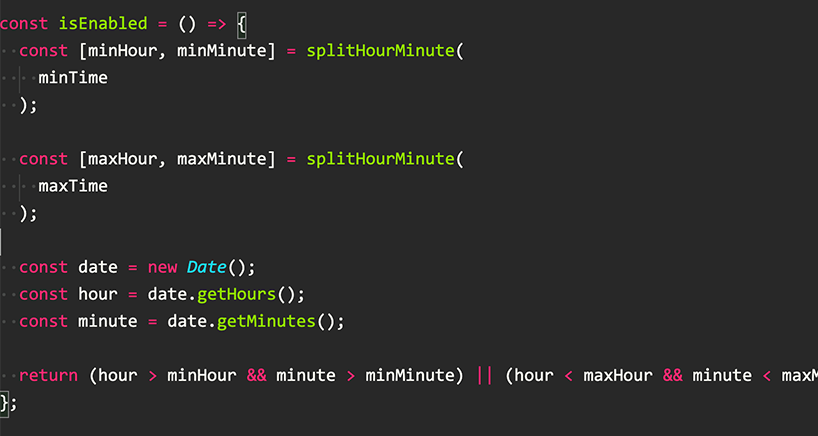 const isEnabled = () => {
const [minHour, minMinute] = splitHourMinute(
minTime
);
const [maxHour, maxMinute] = splitHourMinute(
maxTime
);
const date = new Date();
const hour = date.getHours();
const minute = date.getMinutes();
return (hour > minHour && minute > minMinute) || (hour < maxHour && minute <
};